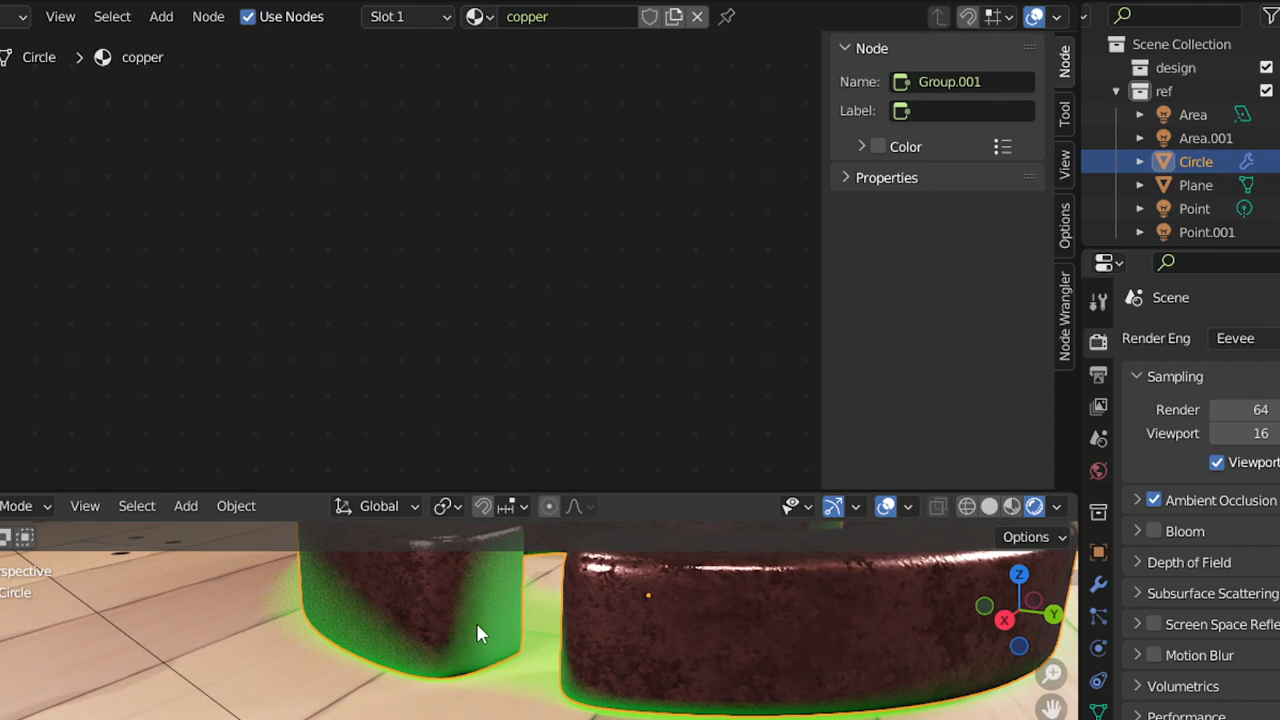 View Select Add Node Use Nodes Slot 1 copper
Circle > copper
Node
Name: Group.001
Label:
Color
Properties
Node
Tool
View
Options
Node Wrangler
Scene Collection
design
ref
Area
Area.001
Circle
Plane
Point
Point.001
Scene
Render Eng Eevee
Sampling
Render 64
Viewport 16
Viewport
Ambient Occlusion
Bloom
Depth of Field
Subsurface Scattering
Screen Space Refle
Motion Blur
Volumetrics
Performance
Mode View Select Add Object Global
Options
spective
Circle
Z
Y
X